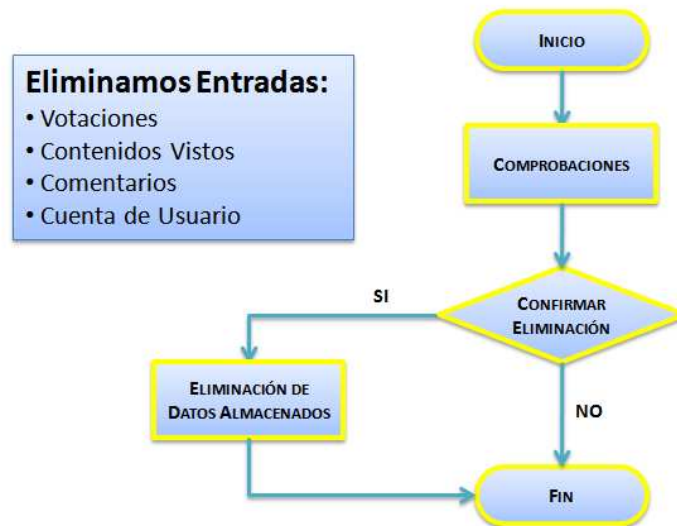 INICIO
Eliminamos Entradas:
• Votaciones
• Contenidos Vistos
• Comentarios
• Cuenta de Usuario
COMPROBACIONES
SI
CONFIRMAR
ELIMINACIÓN
ELIMINACIÓN DE
DATOS ALMACENADOS
NO
FIN